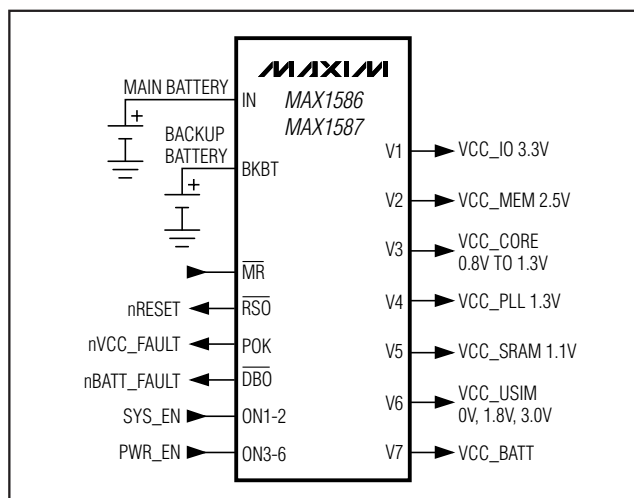 MAXIM
MAX1586
MAX1587
MAIN BATTERY
+
IN
BACKUP
BATTERY
+
BKBT
MR
nRESET
RSO
nVCC_FAULT
POK
nBATT_FAULT
DBO
SYS_EN
ON1-2
PWR_EN
ON3-6
V1
VCC_IO 3.3V
V2
VCC_MEM 2.5V
V3
VCC_CORE
0.8V TO 1.3V
V4
VCC_PLL 1.3V
V5
VCC_SRAM 1.1V
V6
VCC_USIM
0V, 1.8V, 3.0V
V7
VCC_BATT